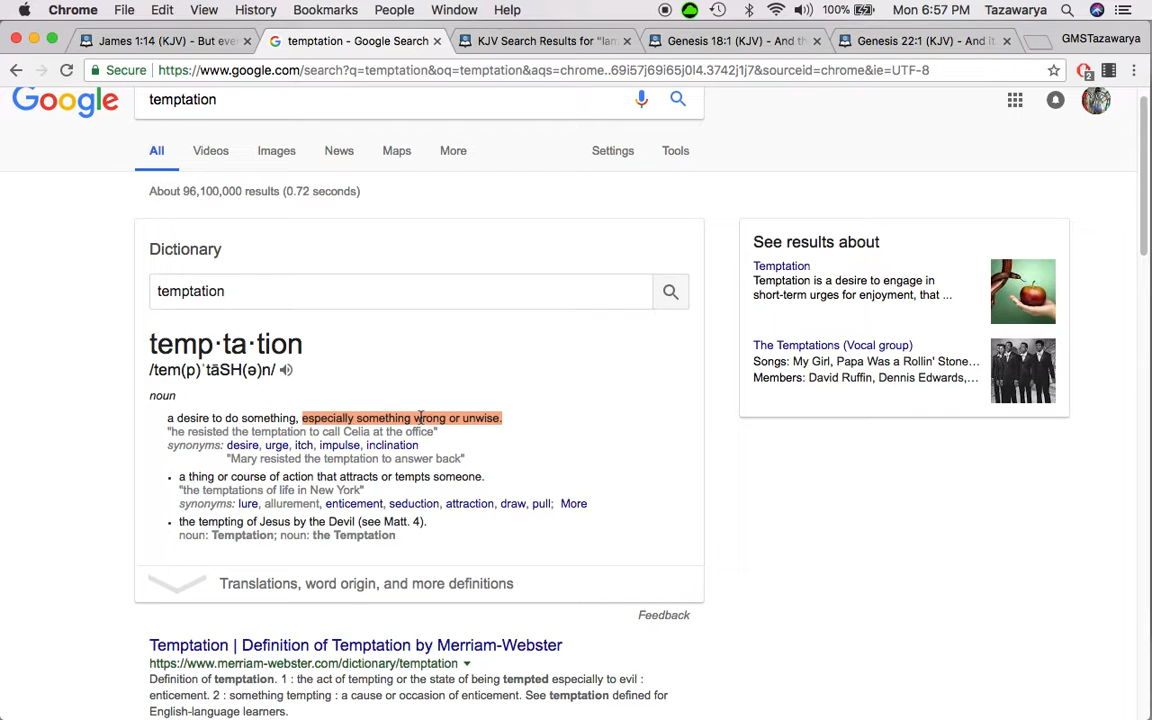 Chrome File Edit View History Bookmarks People Window Help 100% Mon 6:57 PM Tazawarya
James 1:14 (KJV) - But eve temptation - Google Search KJV Search Results for "lam Genesis 18:1 (KJV) - And th Genesis 22:1 (KJV) - And it GMSTazawarya
Secure https://www.google.com/search?q=temptation&oq=temptation&aqs=chrome..69i57j69i65j0l4.3742j1j7&sourceid=chrome&ie=UTF-8 2
Google temptation
All Videos Images News Maps More Settings Tools
About 96,100,000 results (0.72 seconds)
Dictionary
temptation
temp·ta·tion
/tem(p)ˈtāSH(ə)n/
noun
a desire to do something, especially something wrong or unwise.
"he resisted the temptation to call Celia at the office"
synonyms: desire, urge, itch, impulse, inclination
"Mary resisted the temptation to answer back"
• a thing or course of action that attracts or tempts someone.
"the temptations of life in New York"
synonyms: lure, allurement, enticement, seduction, attraction, draw, pull; More
• the tempting of Jesus by the Devil (see Matt. 4).
noun: Temptation; noun: the Temptation
Translations, word origin, and more definitions
Feedback
Temptation | Definition of Temptation by Merriam-Webster
https://www.merriam-webster.com/dictionary/temptation
Definition of temptation. 1 : the act of tempting or the state of being tempted especially to evil :
enticement. 2 : something tempting : a cause or occasion of enticement. See temptation defined for
English-language learners.
See results about
Temptation
Temptation is a desire to engage in
short-term urges for enjoyment, that ...
The Temptations (Vocal group)
Songs: My Girl, Papa Was a Rollin' Stone…
Members: David Ruffin, Dennis Edwards,…